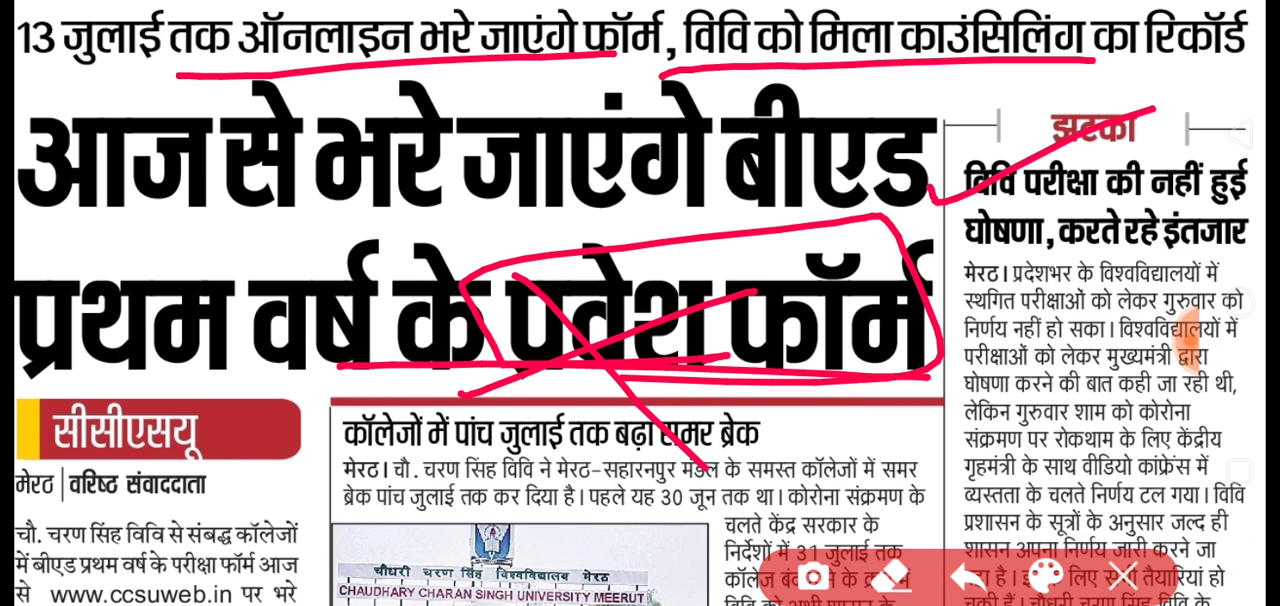 13 जुलाई तक ऑनलाइन भरे जाएंगे फॉर्म, विवि को मिला काउंसिलिंग का रिकॉर्ड
आज से भरे जाएंगे बीएड
प्रथम वर्ष के प्रवेश फॉर्म
सीसीएसयू
मेरठ | वरिष्ठ संवाददाता
चौ. चरण सिंह विवि से संबद्ध कॉलेजों
में बीएड प्रथम वर्ष के परीक्षा फॉर्म आज
से www.ccsuweb.in पर भरे
कॉलेजों में पांच जुलाई तक बढ़ा समर ब्रेक
मेरठ। चौ. चरण सिंह विवि ने मेरठ-सहारनपुर मंडल के समस्त कॉलेजों में समर
ब्रेक पांच जुलाई तक कर दिया है। पहले यह 30 जून तक था। कोरोना संक्रमण के
चलते केंद्र सरकार के
निर्देशों में 31 जुलाई तक
कॉलेज बंद के क्रम
चौधरी चरण सिंह विश्वविद्यालय मेरठ
CHAUDHARY CHARAN SINGH UNIVERSITY MEERUT
झटका
विवि परीक्षा की नहीं हुई
घोषणा, करते रहे इंतजार
मेरठ। प्रदेशभर के विश्वविद्यालयों में
स्थगित परीक्षाओं को लेकर गुरुवार को
निर्णय नहीं हो सका। विश्वविद्यालयों में
परीक्षाओं को लेकर मुख्यमंत्री द्वारा
घोषणा करने की बात कही जा रही थी,
लेकिन गुरुवार शाम को कोरोना
संक्रमण पर रोकथाम के लिए केंद्रीय
गृहमंत्री के साथ वीडियो कांफ्रेंस में
व्यस्तता के चलते निर्णय टल गया। विवि
प्रशासन के सूत्रों के अनुसार जल्द ही
शासन अपना निर्णय जारी करने जा
है। लिए तैयारियां हो